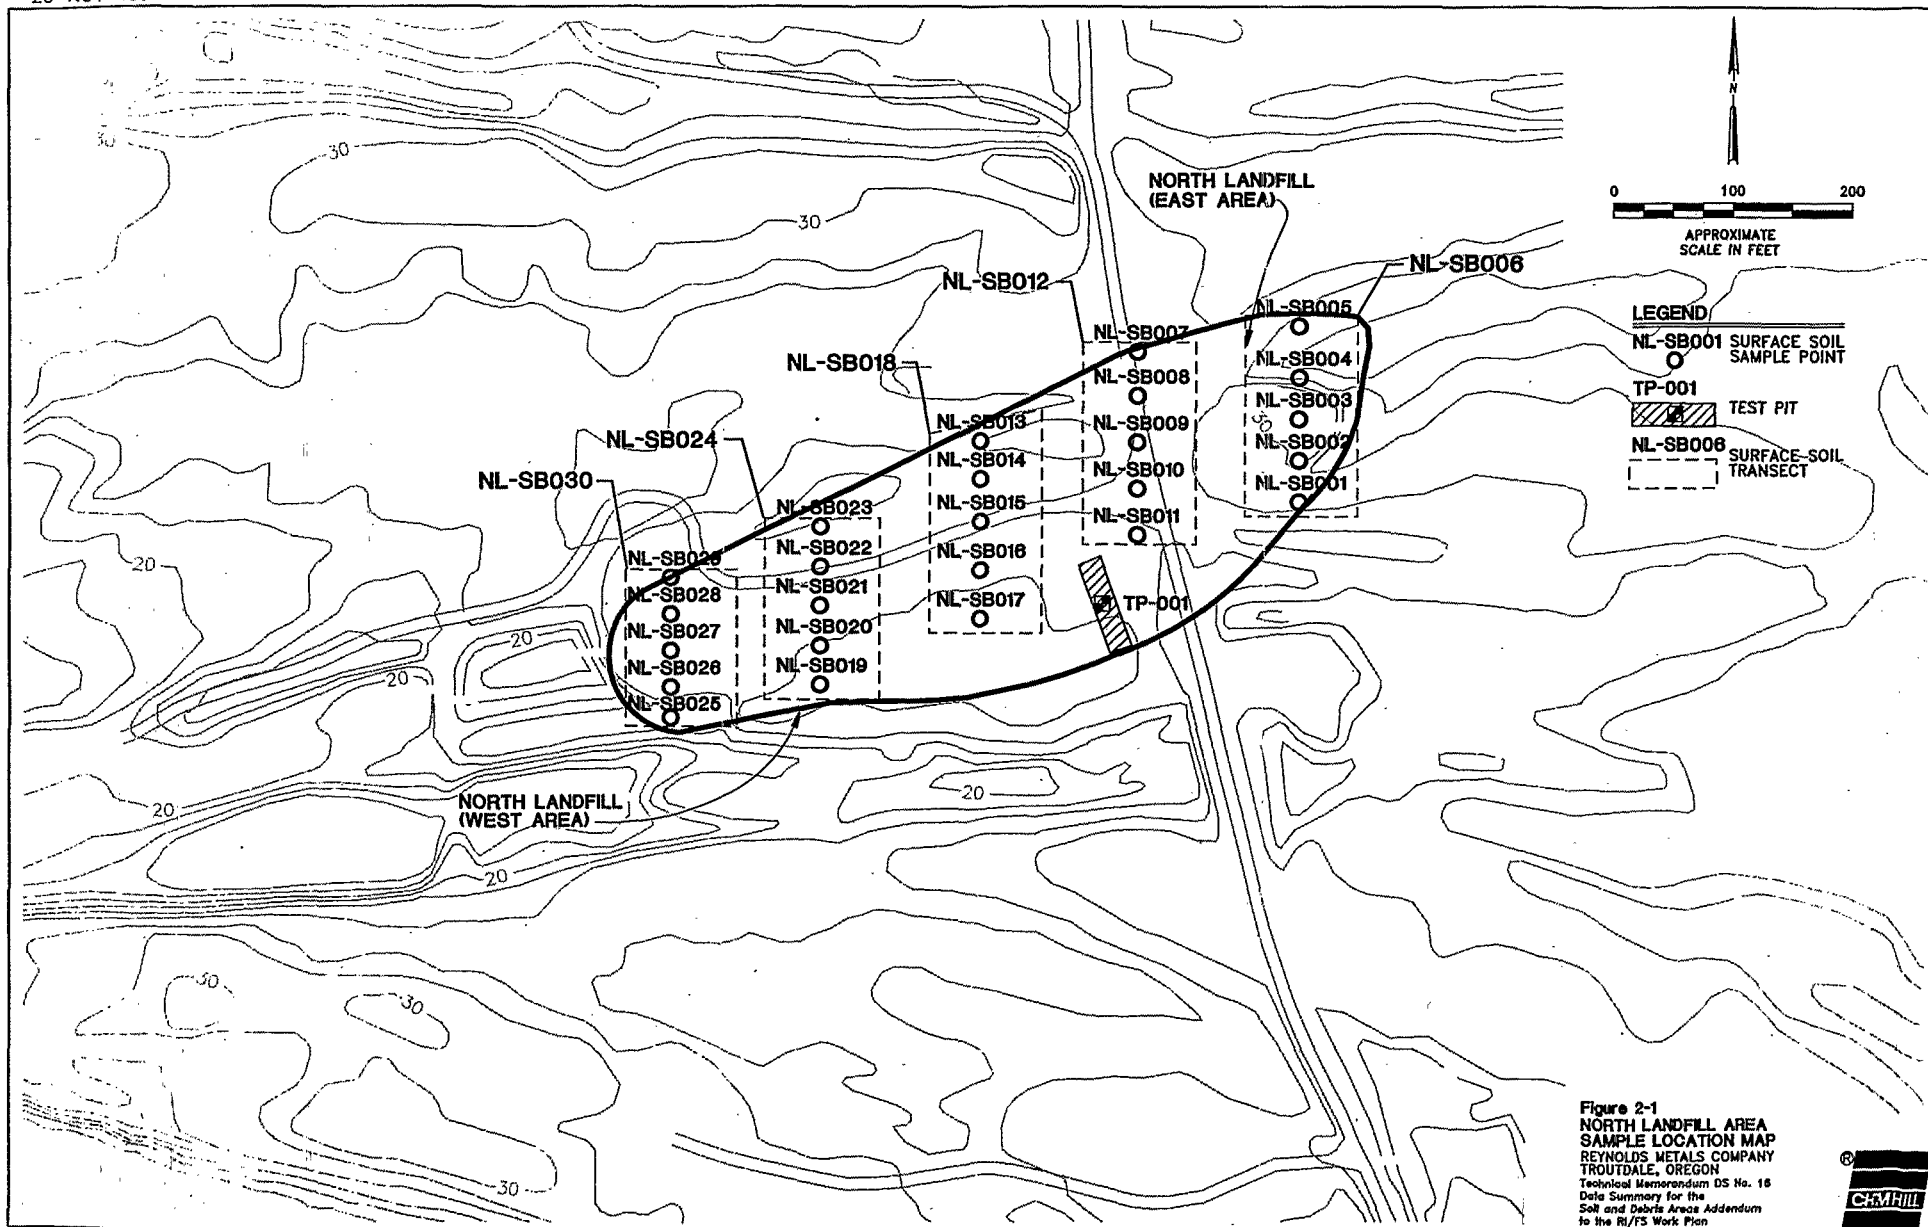 30
30
30
N
0 100 200
APPROXIMATE
SCALE IN FEET
NORTH LANDFILL
(EAST AREA)
NL-SB012
NL-SB006
NL-SB005
LEGEND
NL-SB001 SURFACE SOIL
SAMPLE POINT
TP-001
TEST PIT
NL-SB006 SURFACE-SOIL
TRANSECT
NL-SB007
NL-SB004
NL-SB018
NL-SB008
NL-SB003
NL-SB013
NL-SB009
NL-SB002
NL-SB024
NL-SB014
NL-SB010
NL-SB001
NL-SB030
NL-SB023
NL-SB015
NL-SB011
NL-SB022
NL-SB016
NL-SB029
NL-SB028
NL-SB021
NL-SB017
TP-001
NL-SB027
NL-SB020
NL-SB026
NL-SB019
NL-SB025
20
20
20
20
20
20
NORTH LANDFILL
(WEST AREA)
30
30
30
Figure 2-1
NORTH LANDFILL AREA
SAMPLE LOCATION MAP
REYNOLDS METALS COMPANY
TROUTDALE, OREGON
Technical Memorandum DS No. 16
Data Summary for the
Soil and Debris Areas Addendum
to the RI/FS Work Plan
®
CH2M HILL